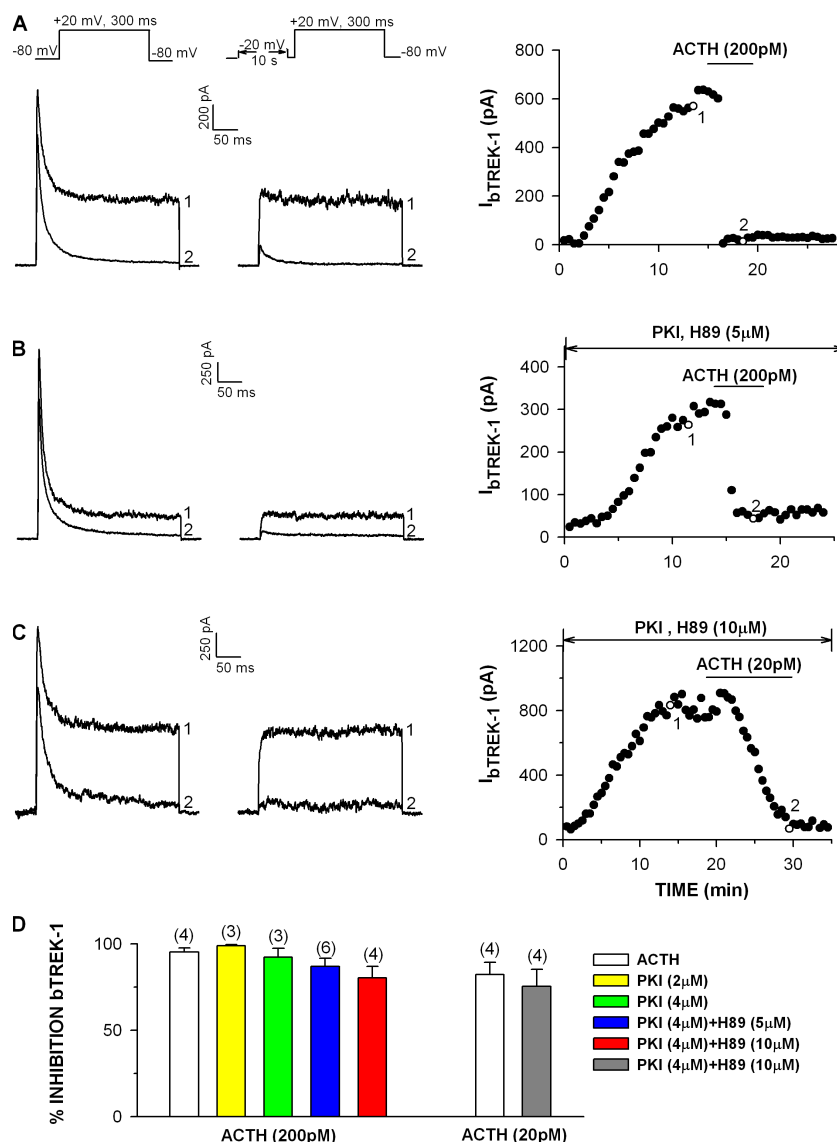 A
+20 mV, 300 ms
-80 mV
-80 mV
+20 mV, 300 ms
-20 mV
10 s
-80 mV
200 pA
50 ms
1
2
1
2
ACTH (200pM)
IbTREK-1 (pA)
800
600
400
200
0
1
2
0
10
20
B
250 pA
50 ms
1
2
1
2
PKI, H89 (5μM)
ACTH (200pM)
IbTREK-1 (pA)
400
300
200
100
0
1
2
0
10
20
C
250 pA
50 ms
1
2
1
2
PKI , H89 (10μM)
ACTH (20pM)
IbTREK-1 (pA)
1200
800
400
0
1
2
0
10
20
30
TIME (min)
D
% INHIBITION bTREK-1
100
50
0
(4)
(3)
(3)
(6)
(4)
(4)
(4)
ACTH (200pM)
ACTH (20pM)
ACTH
PKI (2μM)
PKI (4μM)
PKI (4μM)+H89 (5μM)
PKI (4μM)+H89 (10μM)
PKI (4μM)+H89 (10μM)